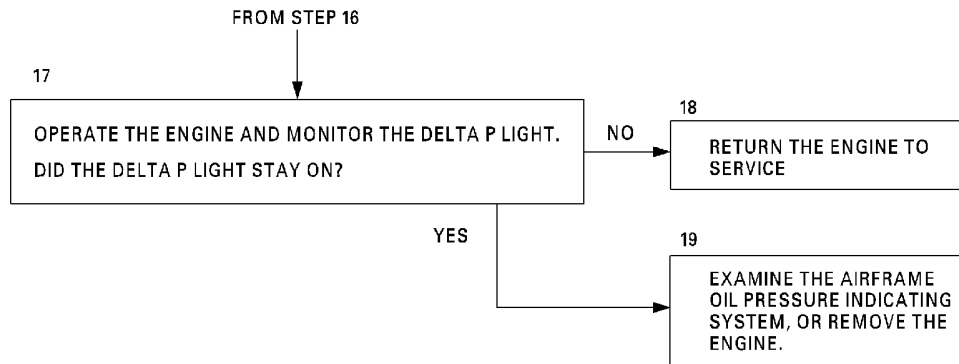 FROM STEP 16
17
OPERATE THE ENGINE AND MONITOR THE DELTA P LIGHT.
DID THE DELTA P LIGHT STAY ON?
NO
18
RETURN THE ENGINE TO
SERVICE
YES
19
EXAMINE THE AIRFRAME
OIL PRESSURE INDICATING
SYSTEM, OR REMOVE THE
ENGINE.